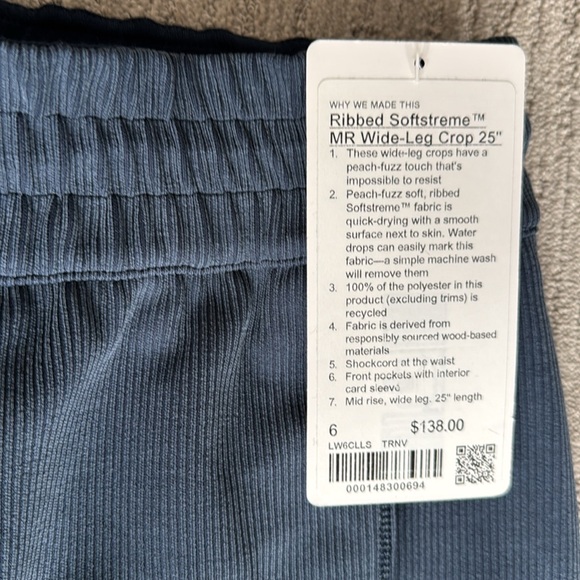 WHY WE MADE THIS
Ribbed Softstreme™
MR Wide-Leg Crop 25"
1. These wide-leg crops have a
peach-fuzz touch that's
impossible to resist
2. Peach-fuzz soft, ribbed
Softstreme™ fabric is
quick-drying with a smooth
surface next to skin. Water
drops can easily mark this
fabric—a simple machine wash
will remove them
3. 100% of the polyester in this
product (excluding trims) is
recycled
4. Fabric is derived from
responsibly sourced wood-based
materials
5. Shockcord at the waist
6. Front pockets with interior
card sleeve
7. Mid rise, wide leg. 25" length
6 $138.00
LW6CLLS TRNV
000148300694